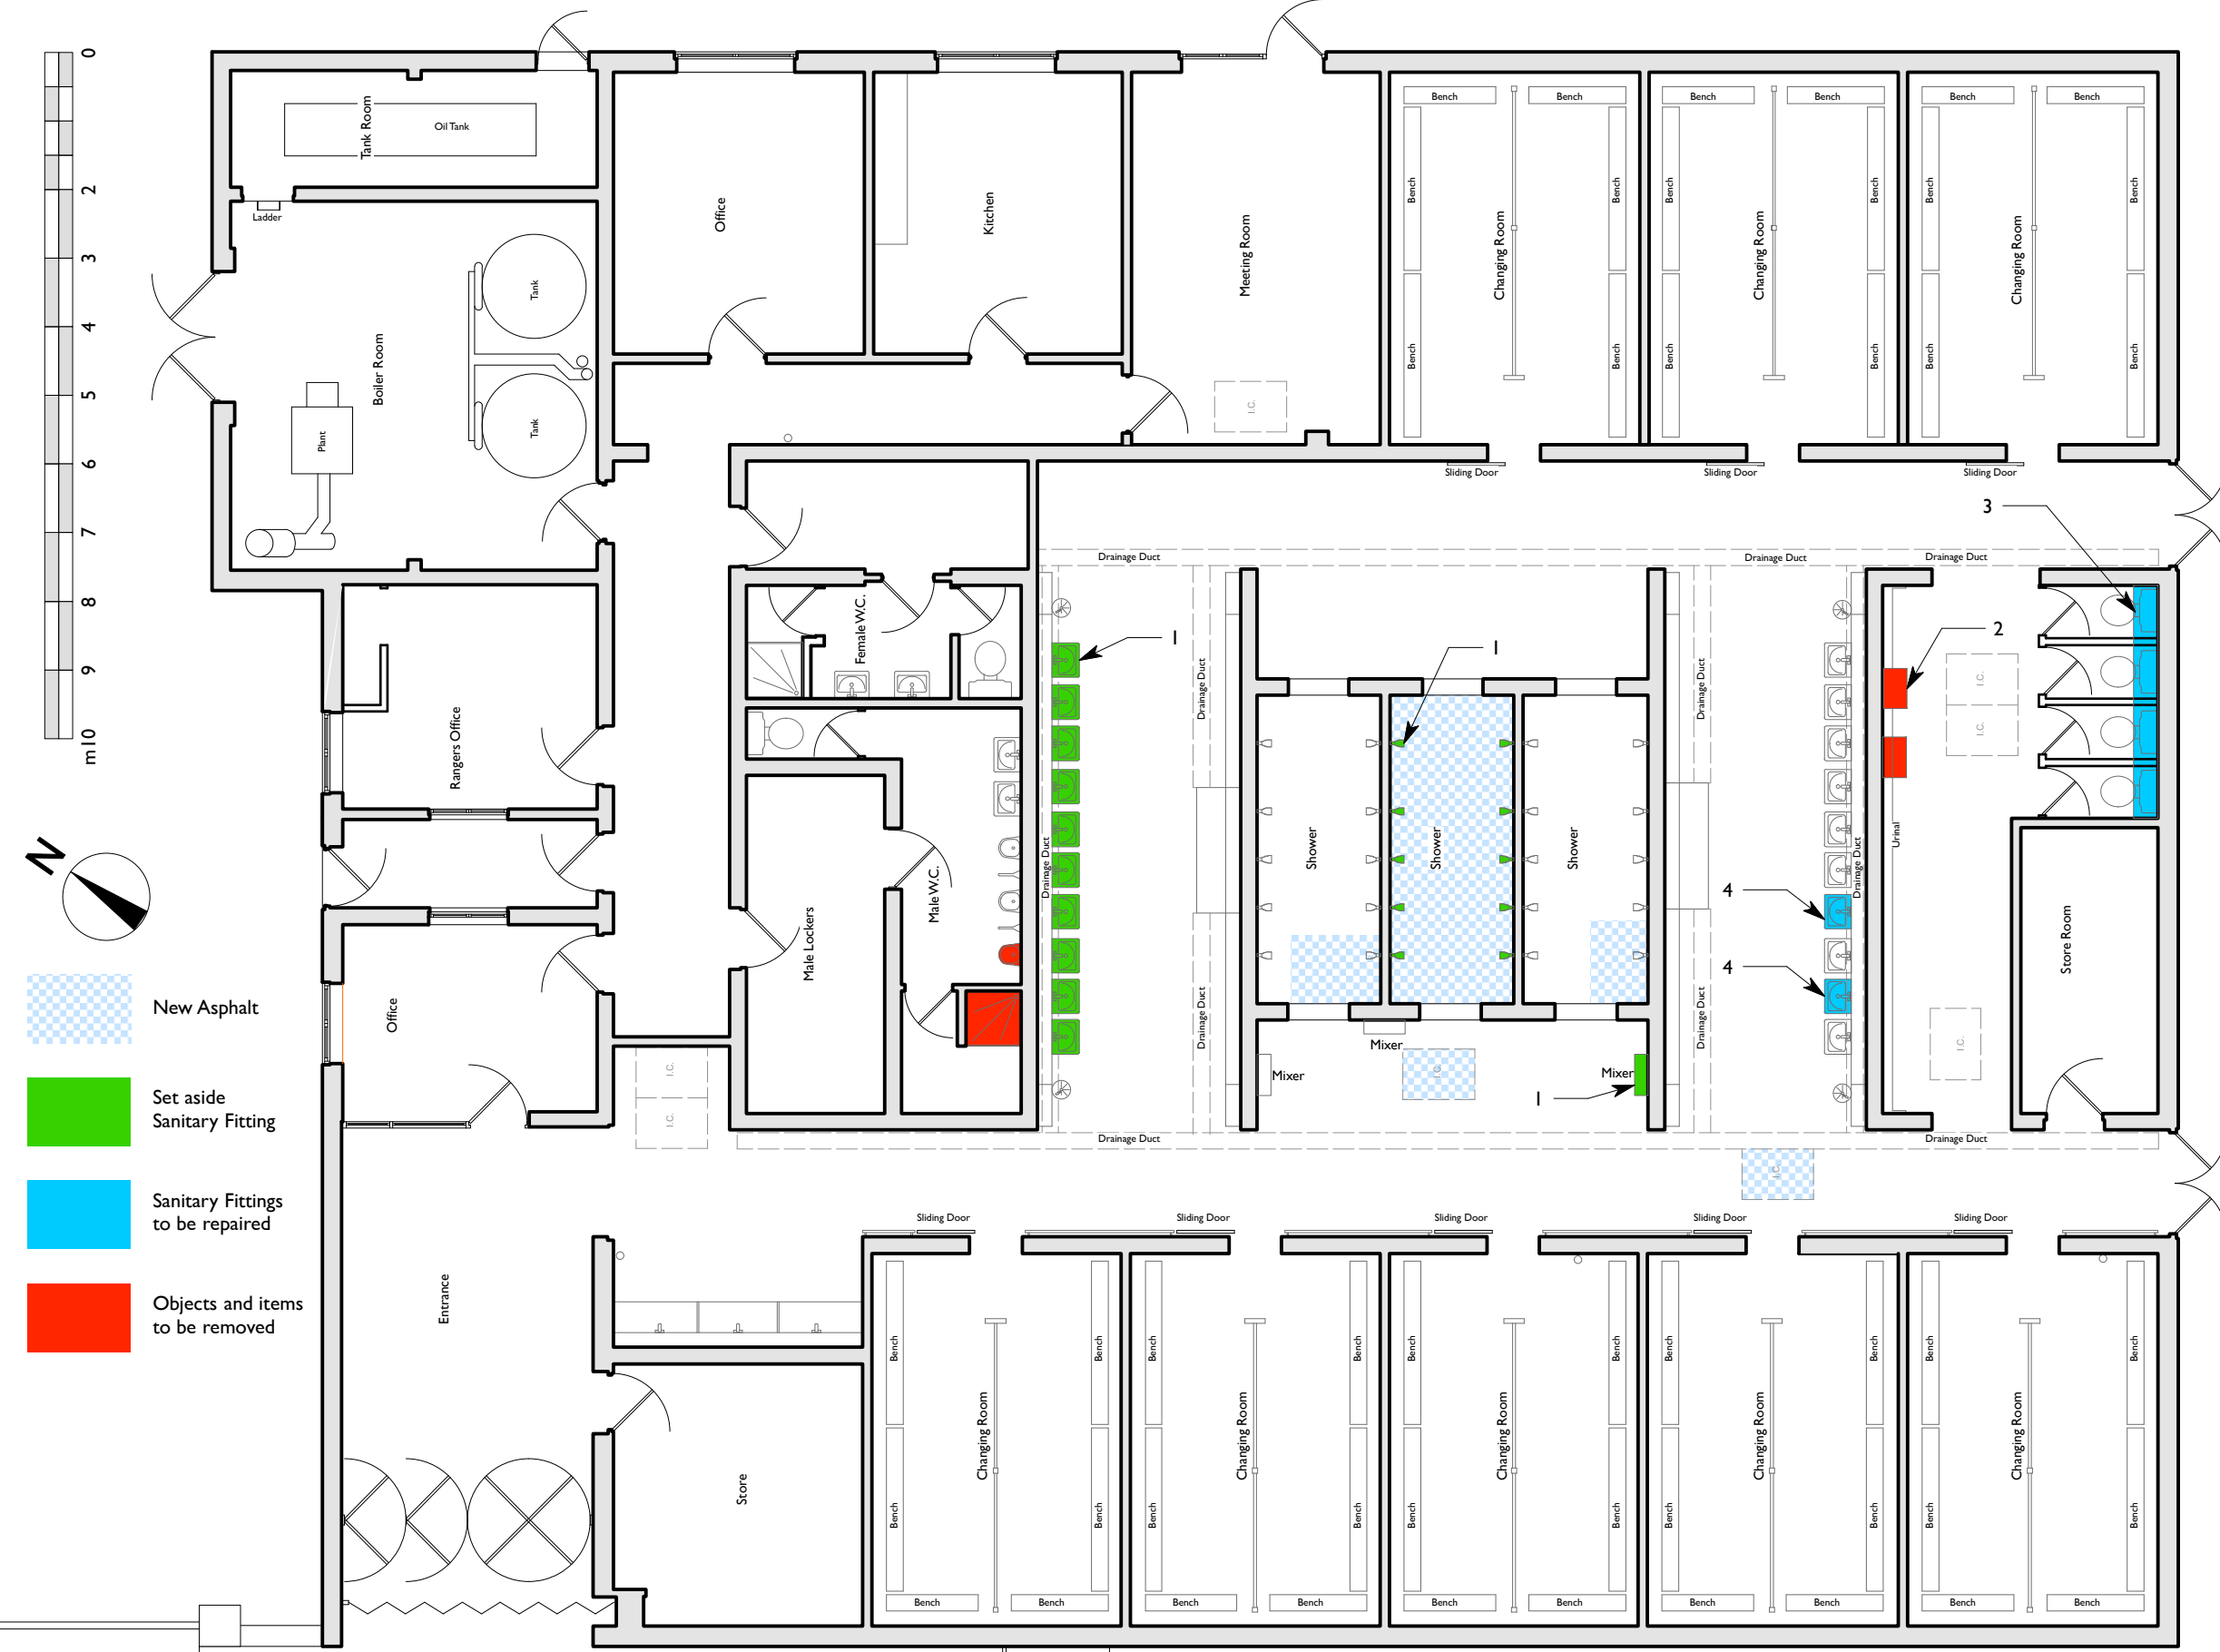 0
2
3
4
5
6
7
8
9
m10
N
New Asphalt
Set aside
Sanitary Fitting
Sanitary Fittings
to be repaired
Objects and items
to be removed
Tank Room
Oil Tank
Ladder
Boiler Room
Tank
Tank
Plant
Office
Kitchen
Meeting Room
I.C.
Bench
Bench
Bench
Bench
Bench
Bench
Changing Room
Bench
Bench
Bench
Bench
Bench
Bench
Changing Room
Bench
Bench
Bench
Bench
Bench
Bench
Changing Room
Sliding Door
Sliding Door
Sliding Door
Drainage Duct
Drainage Duct
Drainage Duct
3
2
1
1
1
4
4
Rangers Office
Office
Female W.C.
Male W.C.
Male Lockers
Drainage Duct
Drainage Duct
Drainage Duct
Drainage Duct
Drainage Duct
Drainage Duct
Shower
Shower
Shower
Mixer
Mixer
Mixer
I.C.
Urinal
I.C.
I.C.
I.C.
Store Room
I.C.
I.C.
Drainage Duct
Drainage Duct
I.C.
Sliding Door
Sliding Door
Sliding Door
Sliding Door
Sliding Door
Entrance
Store
Bench
Bench
Changing Room
Bench
Bench
Bench
Bench
Bench
Bench
Changing Room
Bench
Bench
Bench
Bench
Bench
Bench
Changing Room
Bench
Bench
Bench
Bench
Bench
Bench
Changing Room
Bench
Bench
Bench
Bench
Bench
Bench
Changing Room
Bench
Bench
Bench
Bench